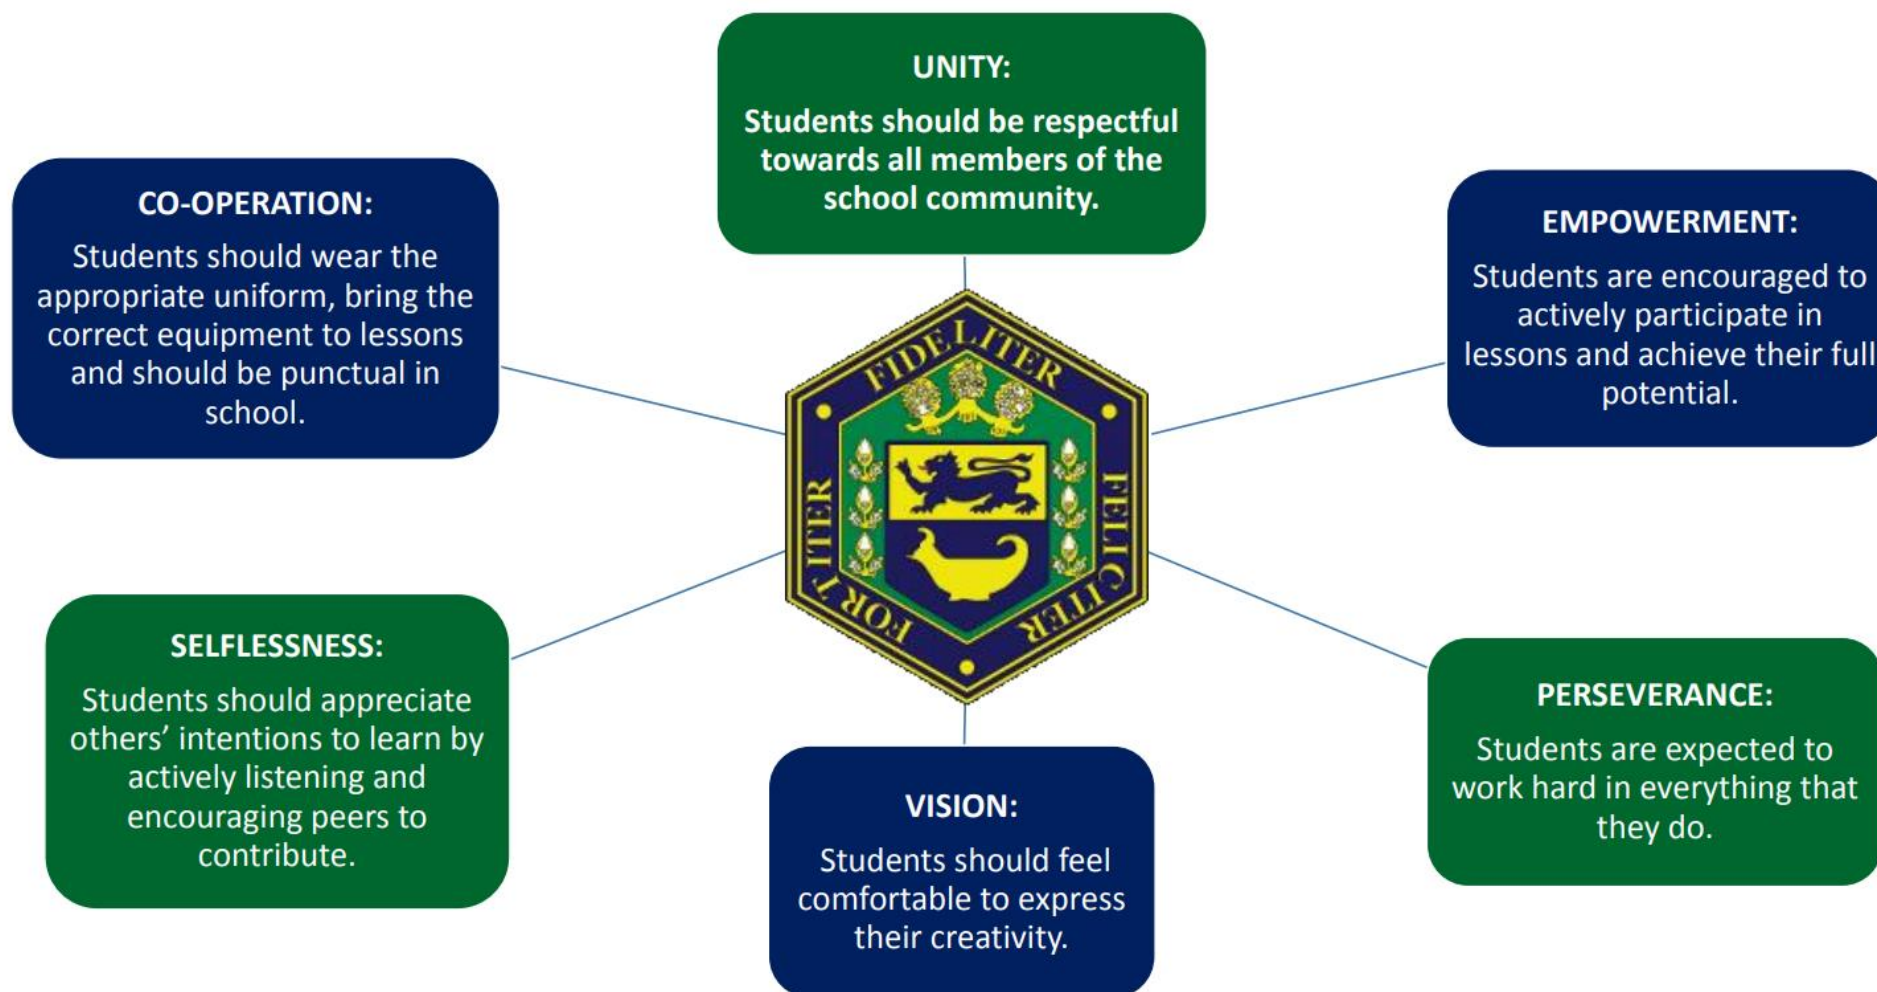 UNITY:
Students should be respectful
towards all members of the
school community.
CO-OPERATION:
Students should wear the
appropriate uniform, bring the
correct equipment to lessons
and should be punctual in
school.
EMPOWERMENT:
Students are encouraged to
actively participate in
lessons and achieve their full
potential.
FORTITER
FIDELITER
FELICITER
SELFLESSNESS:
Students should appreciate
others’ intentions to learn by
actively listening and
encouraging peers to
contribute.
VISION:
Students should feel
comfortable to express
their creativity.
PERSEVERANCE:
Students are expected to
work hard in everything that
they do.